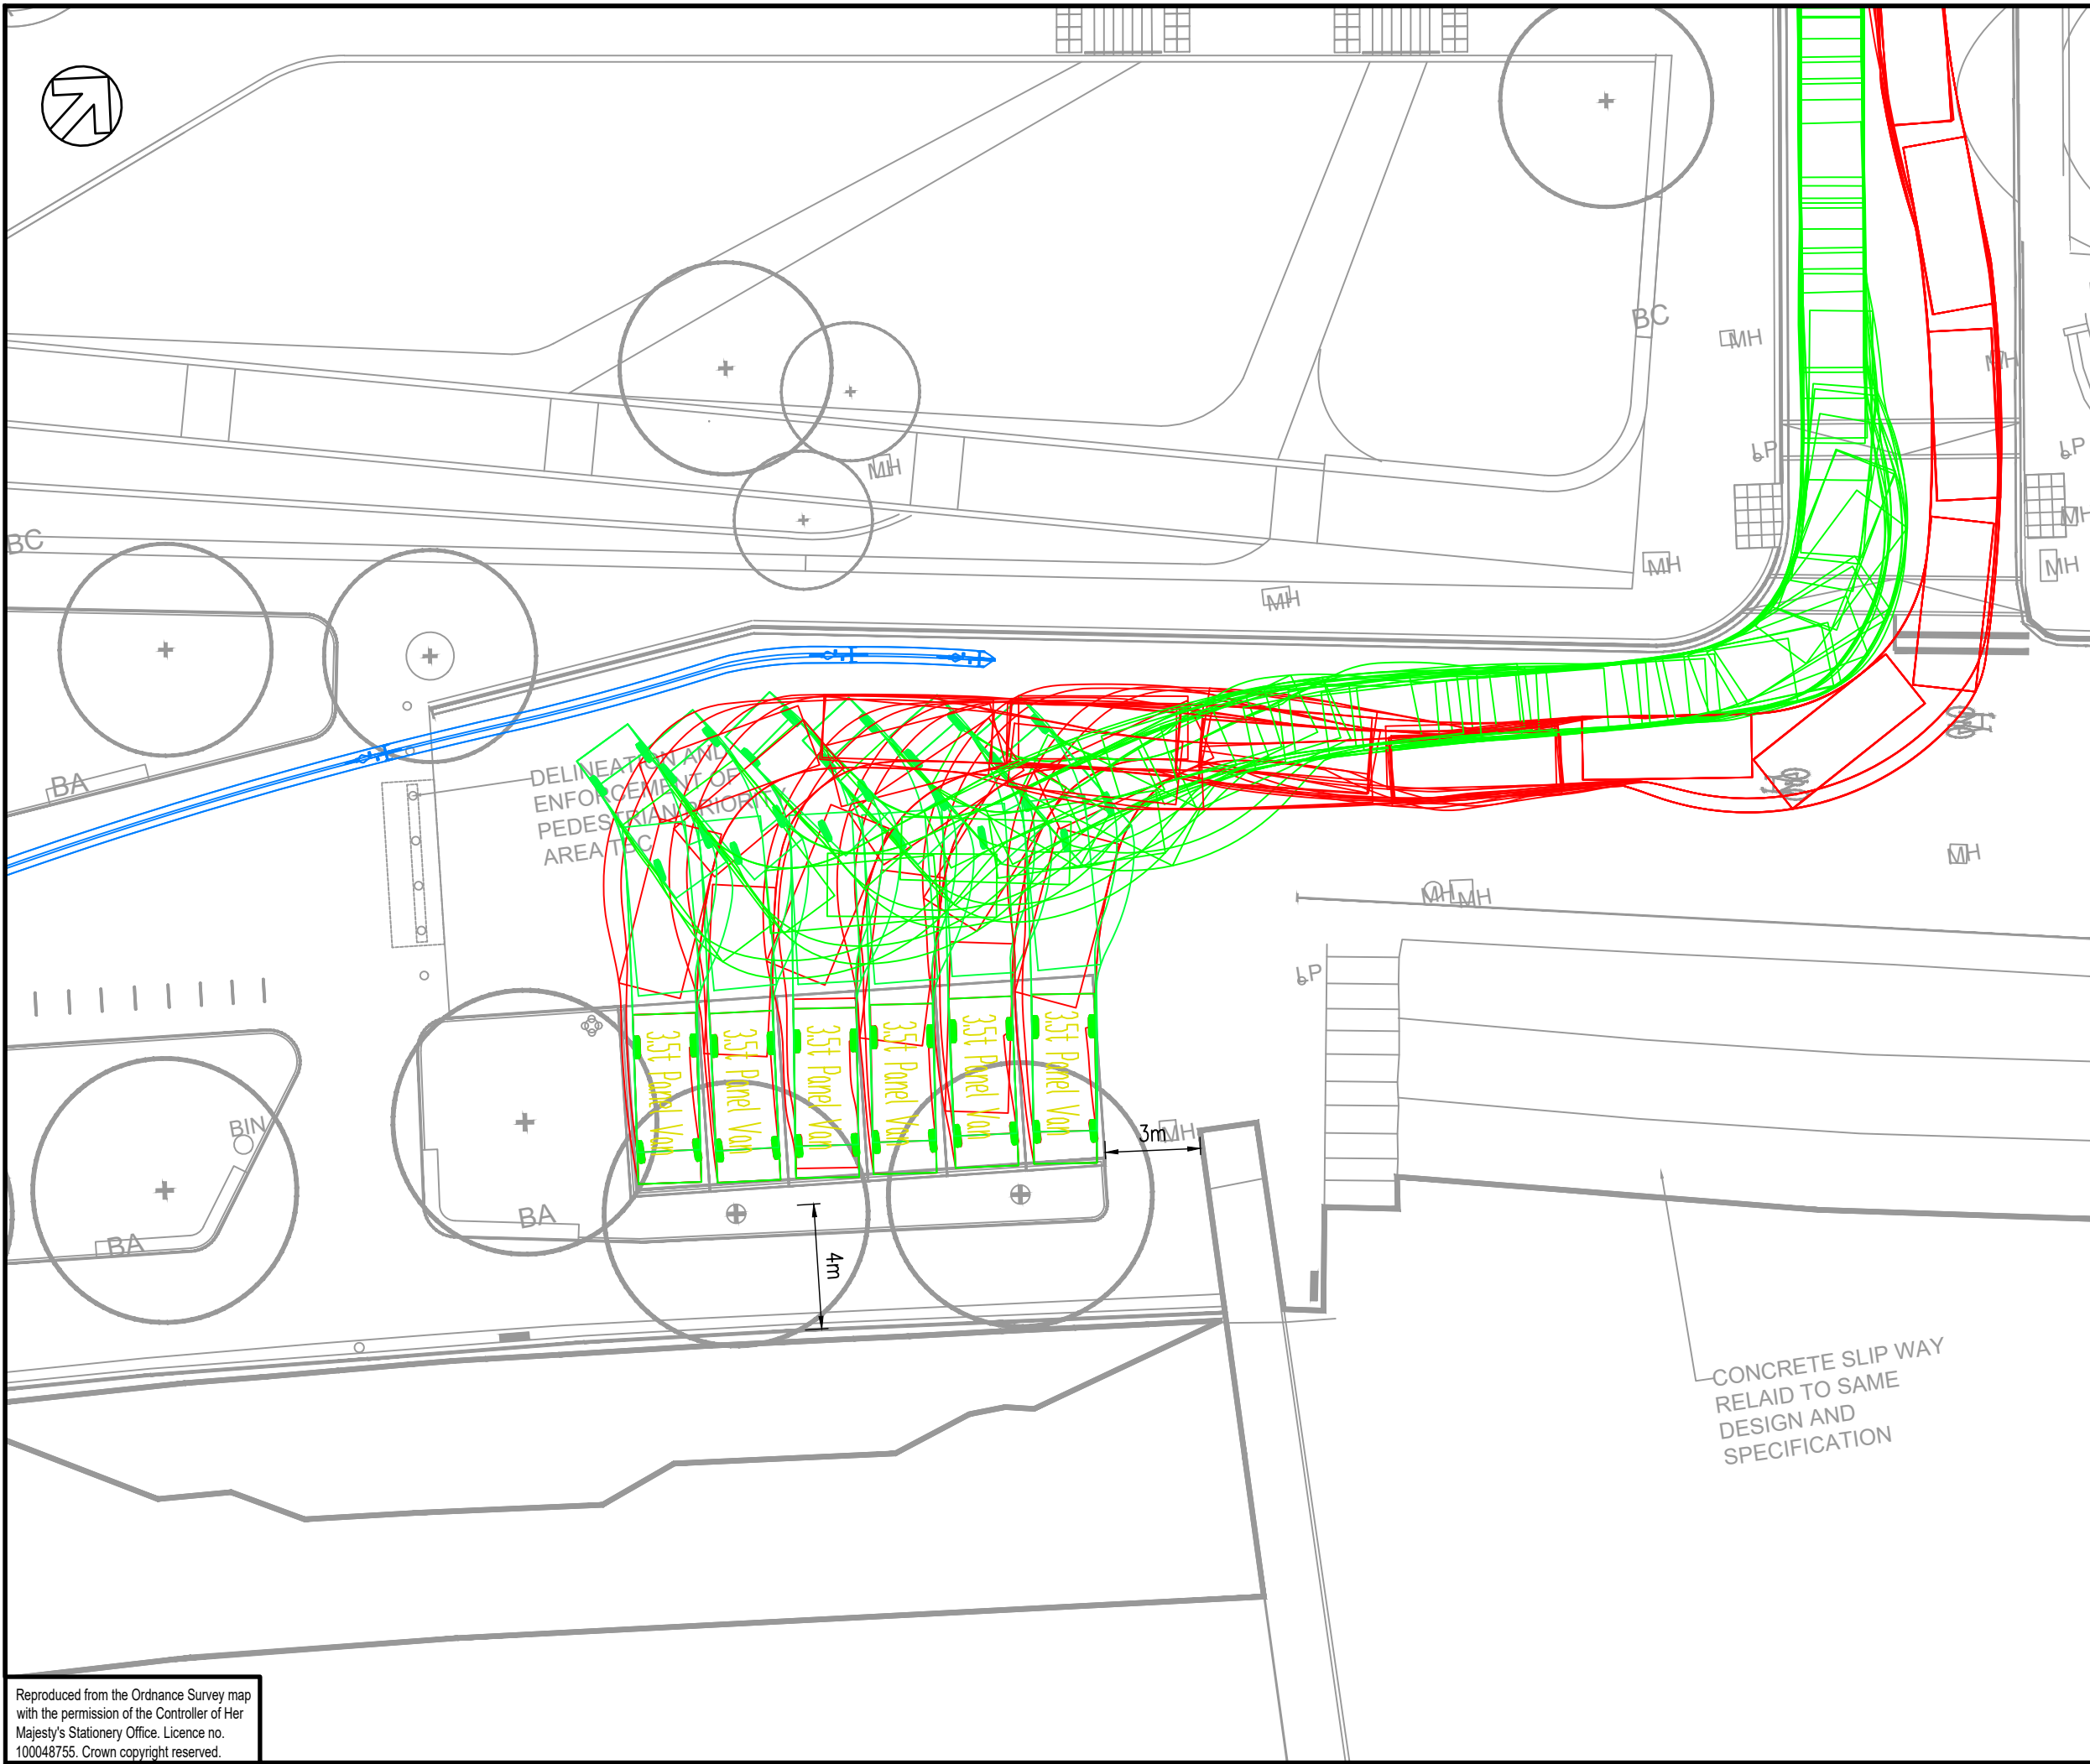 BC
MH
LP
LP
MH
MH
BC
MH
MH
MH
MH
DELINEATION AND
ENFORCEMENT OF
PEDESTRIAN PRIORITY
AREA TBC
BA
MH
MH
MH
LP
3.5t Panel Van
3.5t Panel Van
3.5t Panel Van
3.5t Panel Van
3.5t Panel Van
3.5t Panel Van
BIN
3m
MH
BA
BA
4m
CONCRETE SLIP WAY
RELAID TO SAME
DESIGN AND
SPECIFICATION
Reproduced from the Ordnance Survey map
with the permission of the Controller of Her
Majesty's Stationery Office. Licence no.
100048755. Crown copyright reserved.